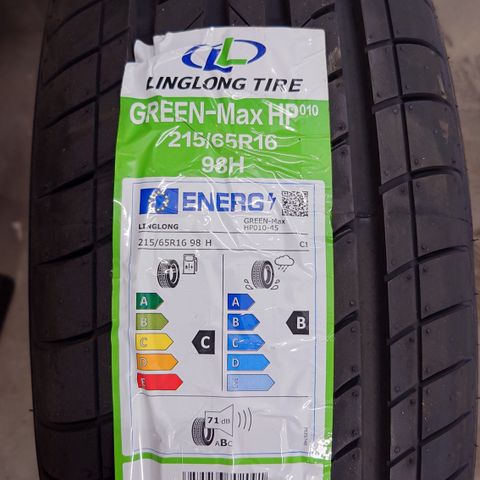 LINGLONG TIRE
GREEN-Max HP010
215/65R16
98H
ENERG
LINGLONG
GREEN-Max
HP010-45
215/65R16 98 H
C1
A
B
C
D
E
C
A
B
C
D
E
B
71 dB
ABC